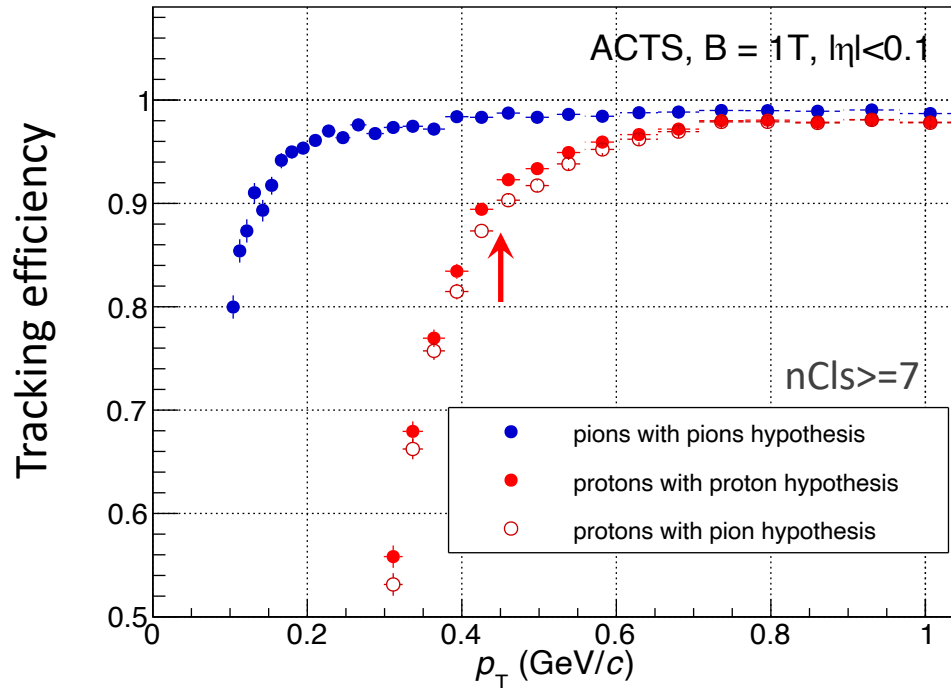 ACTS, B = 1T, |η|<0.1
Tracking efficiency
1
0.9
0.8
0.7
0.6
0.5
nCls>=7
pions with pions hypothesis
protons with proton hypothesis
protons with pion hypothesis
0 0.2 0.4 0.6 0.8 1
p_T (GeV/c)